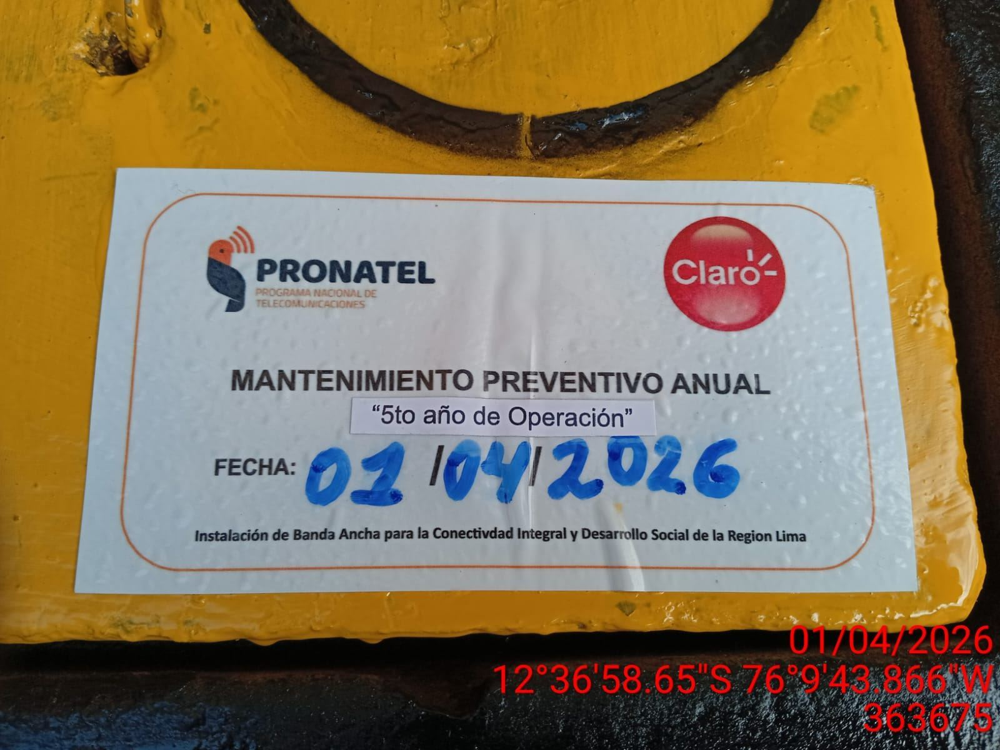 PRONATEL
PROGRAMA NACIONAL DE
TELECOMUNICACIONES
Claro
MANTENIMIENTO PREVENTIVO ANUAL
“5to año de Operación”
FECHA: 01/04/2026
Instalación de Banda Ancha para la Conectivdad Integral y Desarrollo Social de la Region Lima
01/04/2026
12°36'58.65"S 76°9'43.866"W
363675